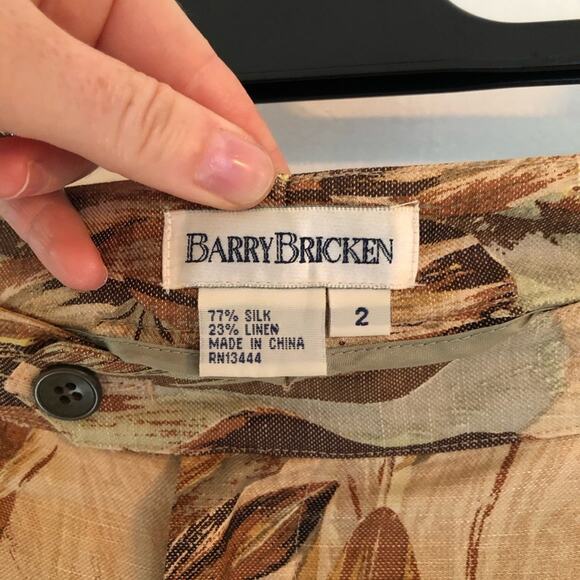 BARRYBRICKEN
77% SILK
23% LINEN
MADE IN CHINA
RN13444
2